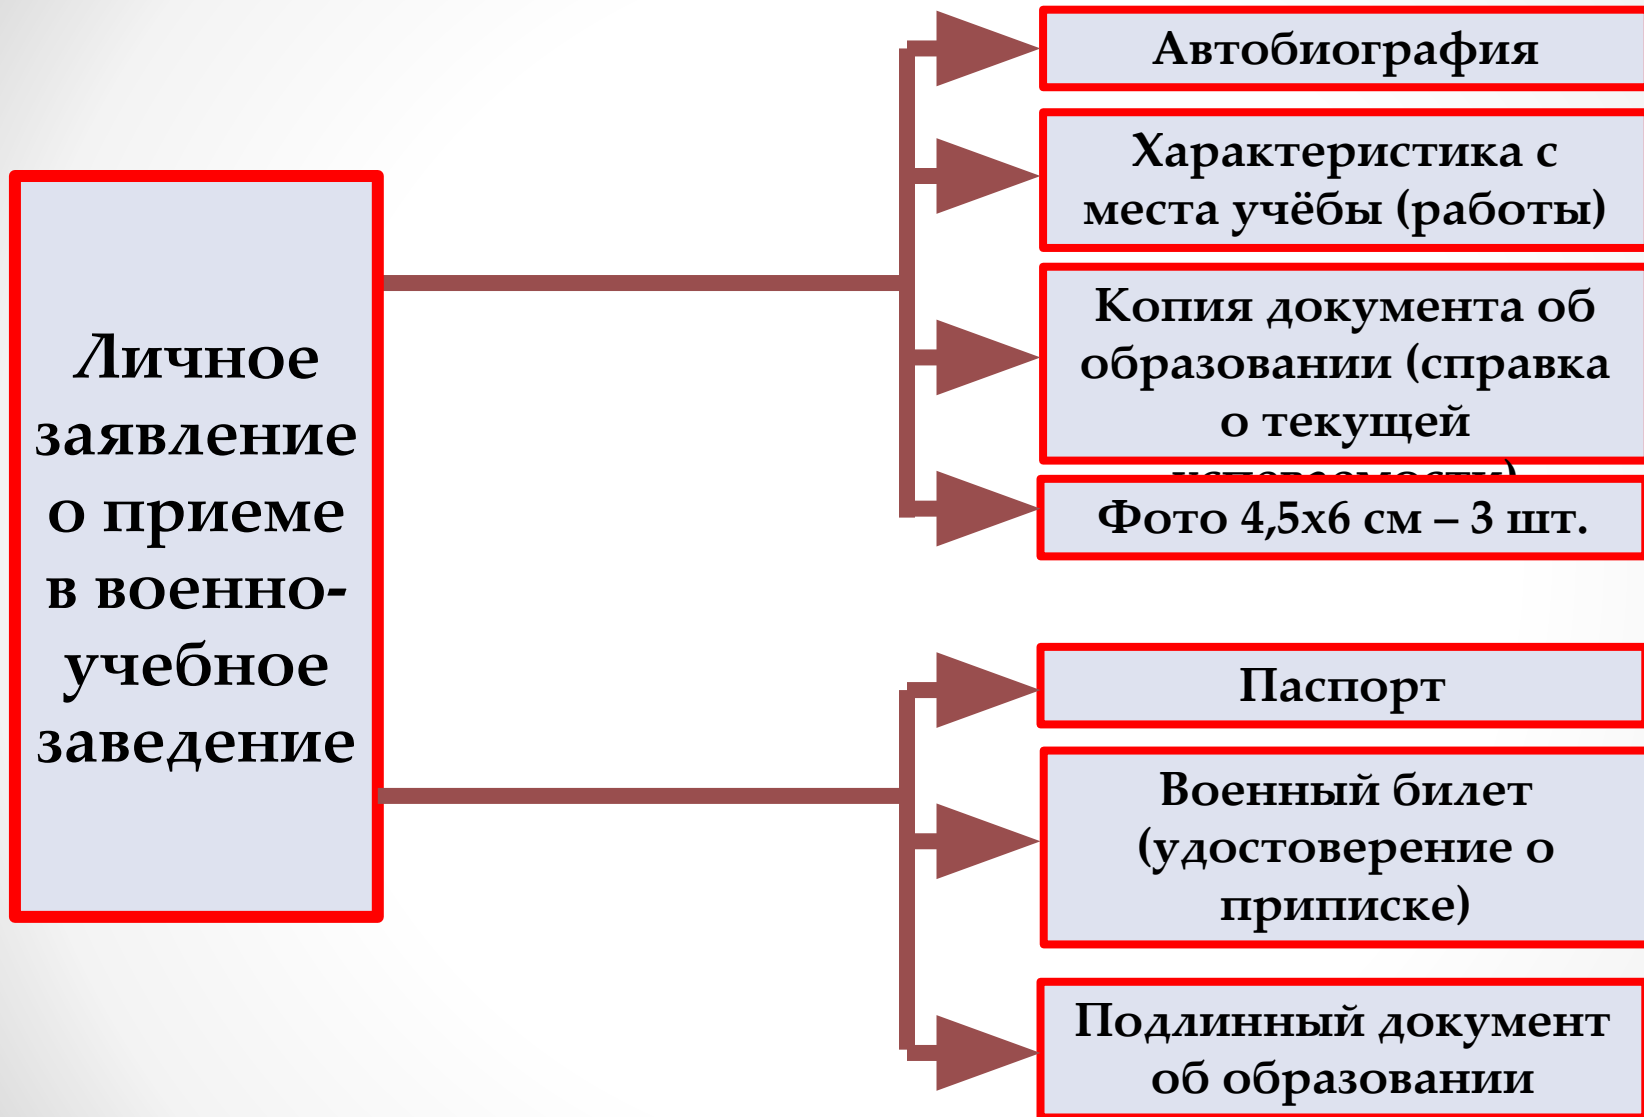 Личное
заявление
о приеме
в военно-
учебное
заведение
Автобиография
Характеристика с
места учёбы (работы)
Копия документа об
образовании (справка
о текущей
успеваемости)
Фото 4,5х6 см – 3 шт.
Паспорт
Военный билет
(удостоверение о
приписке)
Подлинный документ
об образовании